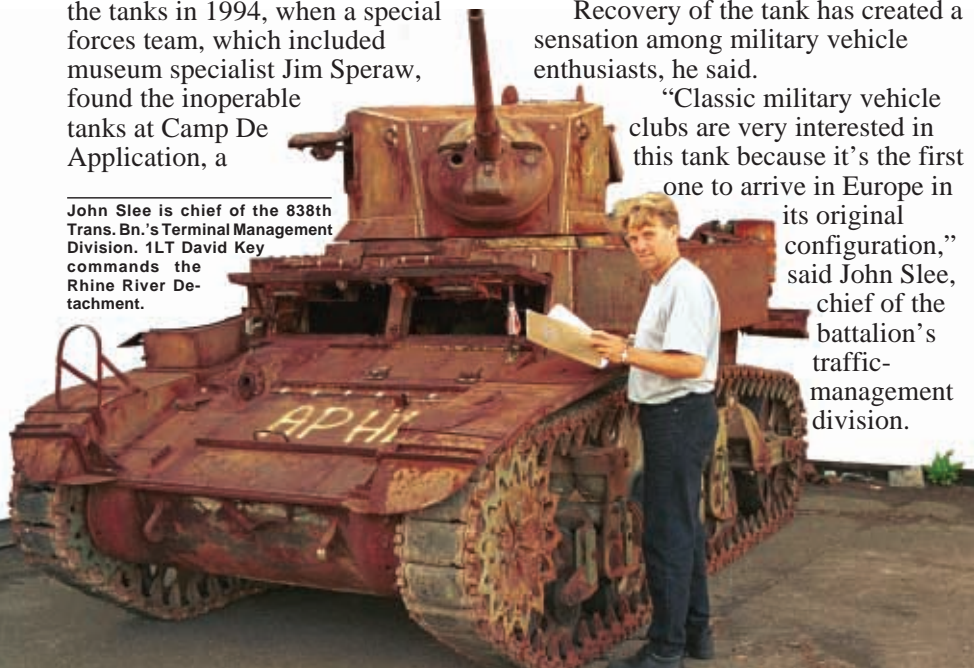 the tanks in 1994, when a special
forces team, which included
museum specialist Jim Speraw,
found the inoperable
tanks at Camp De
Application, a
John Slee is chief of the 838th
Trans. Bn.’s Terminal Management
Division. 1LT David Key
commands the
Rhine River De-
tachment.
Recovery of the tank has created a
sensation among military vehicle
enthusiasts, he said.
“Classic military vehicle
clubs are very interested in
this tank because it’s the first
one to arrive in Europe in
its original
configuration,”
said John Slee,
chief of the
battalion’s
traffic-
management
division.